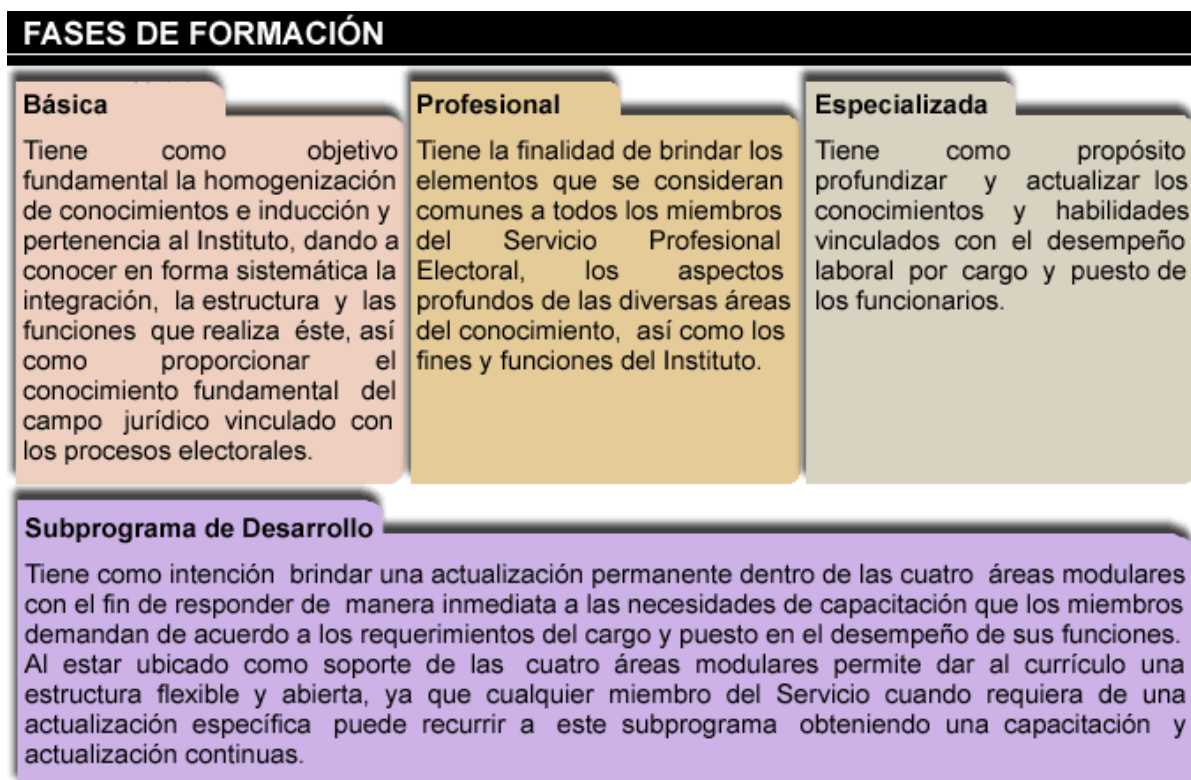 FASES DE FORMACIÓN
Básica
Tiene como objetivo
fundamental la homogenización
de conocimientos e inducción y
pertenencia al Instituto, dando a
conocer en forma sistemática la
integración, la estructura y las
funciones que realiza éste, así
como proporcionar el
conocimiento fundamental del
campo jurídico vinculado con
los procesos electorales.
Profesional
Tiene la finalidad de brindar los
elementos que se consideran
comunes a todos los miembros
del Servicio Profesional
Electoral, los aspectos
profundos de las diversas áreas
del conocimiento, así como los
fines y funciones del Instituto.
Especializada
Tiene como propósito
profundizar y actualizar los
conocimientos y habilidades
vinculados con el desempeño
laboral por cargo y puesto de
los funcionarios.
Subprograma de Desarrollo
Tiene como intención brindar una actualización permanente dentro de las cuatro áreas modulares
con el fin de responder de manera inmediata a las necesidades de capacitación que los miembros
demandan de acuerdo a los requerimientos del cargo y puesto en el desempeño de sus funciones.
Al estar ubicado como soporte de las cuatro áreas modulares permite dar al currículo una
estructura flexible y abierta, ya que cualquier miembro del Servicio cuando requiera de una
actualización específica puede recurrir a este subprograma obteniendo una capacitación y
actualización continuas.